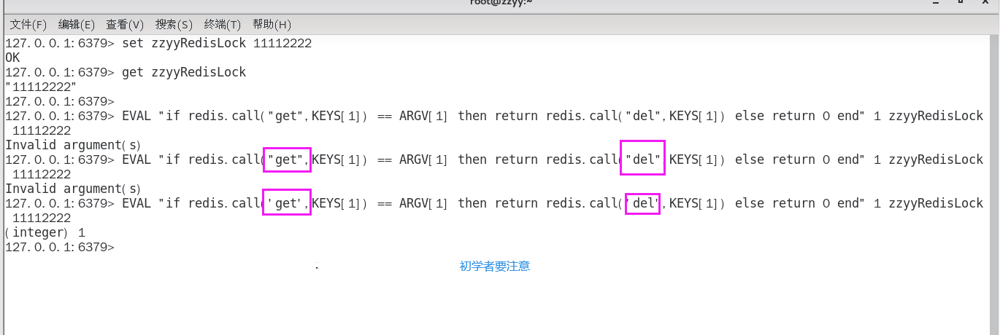 root@zzyy:~
文件(F) 编辑(E) 查看(V) 搜索(S) 终端(T) 帮助(H)
127.0.0.1:6379> set zzyyRedisLock 11112222
OK
127.0.0.1:6379> get zzyyRedisLock
"11112222"
127.0.0.1:6379>
127.0.0.1:6379> EVAL "if redis.call("get",KEYS[1]) == ARGV[1] then return redis.call("del",KEYS[1]) else return 0 end" 1 zzyyRedisLock
11112222
Invalid argument(s)
127.0.0.1:6379> EVAL "if redis.call("get",KEYS[1]) == ARGV[1] then return redis.call("del",KEYS[1]) else return 0 end" 1 zzyyRedisLock
11112222
Invalid argument(s)
127.0.0.1:6379> EVAL "if redis.call('get',KEYS[1]) == ARGV[1] then return redis.call('del',KEYS[1]) else return 0 end" 1 zzyyRedisLock
11112222
(integer) 1
127.0.0.1:6379>
初学者要注意